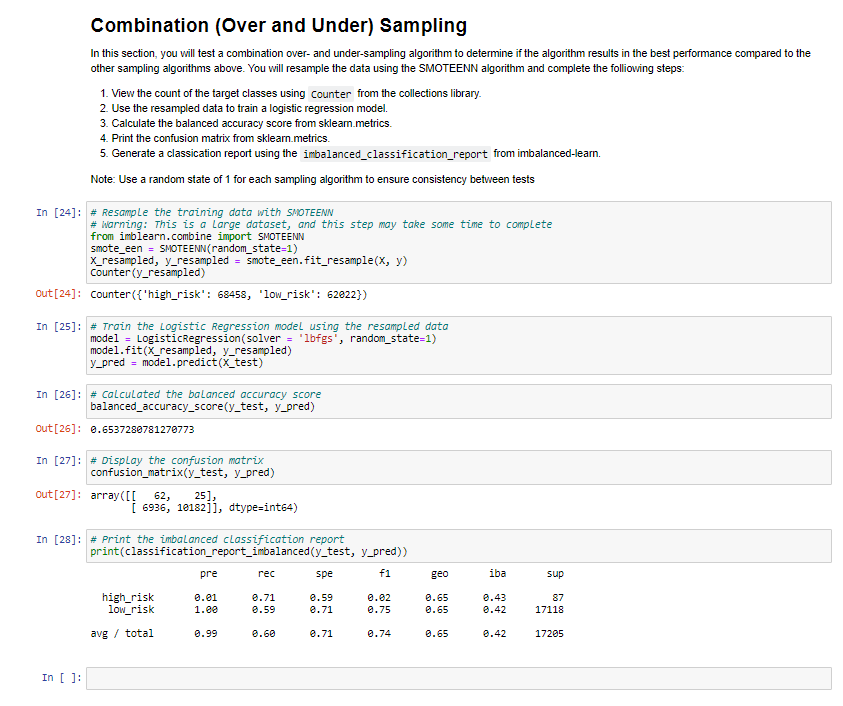 Combination (Over and Under) Sampling
In this section, you will test a combination over- and under-sampling algorithm to determine if the algorithm results in the best performance compared to the
other sampling algorithms above. You will resample the data using the SMOTEENN algorithm and complete the folliowing steps:
1. View the count of the target classes using Counter from the collections library.
2. Use the resampled data to train a logistic regression model.
3. Calculate the balanced accuracy score from sklearn.metrics.
4. Print the confusion matrix from sklearn.metrics.
5. Generate a classication report using the imbalanced_classification_report from imbalanced-learn.
Note: Use a random state of 1 for each sampling algorithm to ensure consistency between tests
In [24]: # Resample the training data with SMOTEENN
# Warning: This is a large dataset, and this step may take some time to complete
from imblearn.combine import SMOTEENN
smote_een = SMOTEENN(random_state=1)
X_resampled, y_resampled = smote_een.fit_resample(X, y)
Counter(y_resampled)
Out[24]: Counter({'high_risk': 68458, 'low_risk': 62022})
In [25]: # Train the Logistic Regression model using the resampled data
model = LogisticRegression(solver = 'lbfgs', random_state=1)
model.fit(X_resampled, y_resampled)
y_pred = model.predict(X_test)
In [26]: # Calculated the balanced accuracy score
balanced_accuracy_score(y_test, y_pred)
Out[26]: 0.6537280781270773
In [27]: # Display the confusion matrix
confusion_matrix(y_test, y_pred)
Out[27]: array([[   62,    25],
[ 6936, 10182]], dtype=int64)
In [28]: # Print the imbalanced classification report
print(classification_report_imbalanced(y_test, y_pred))
pre rec spe f1 geo iba sup
high_risk 0.01 0.71 0.59 0.02 0.65 0.43 87
low_risk 1.00 0.59 0.71 0.75 0.65 0.42 17118
avg / total 0.99 0.60 0.71 0.74 0.65 0.42 17205
In [ ]: